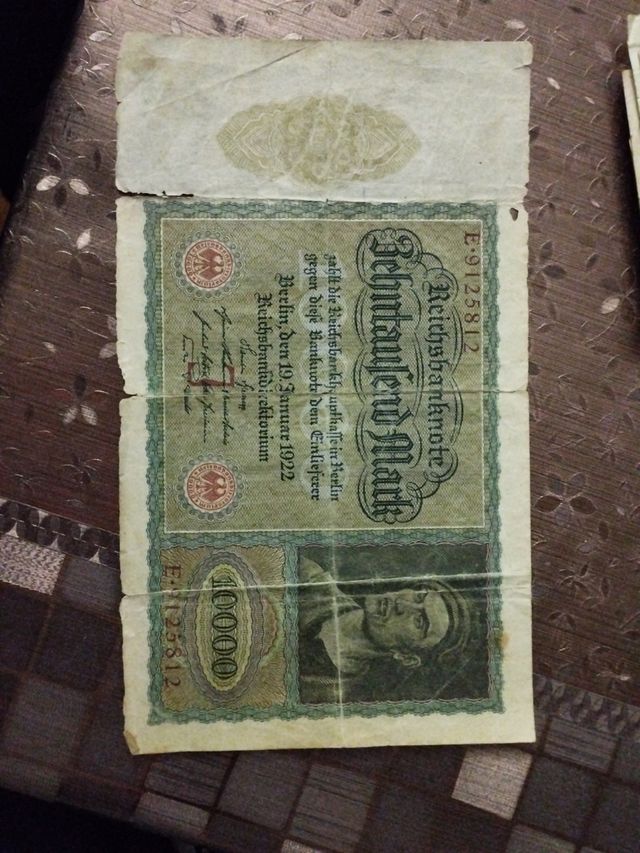 E·9125812
Reichsbanknote
Zehntausend Mark
zahlt die Reichsbankhauptkasse in Berlin
gegen diese Banknote dem Einlieferer
Berlin, den 19. Januar 1922
Reichsbankdirektorium
10000
E·9125812